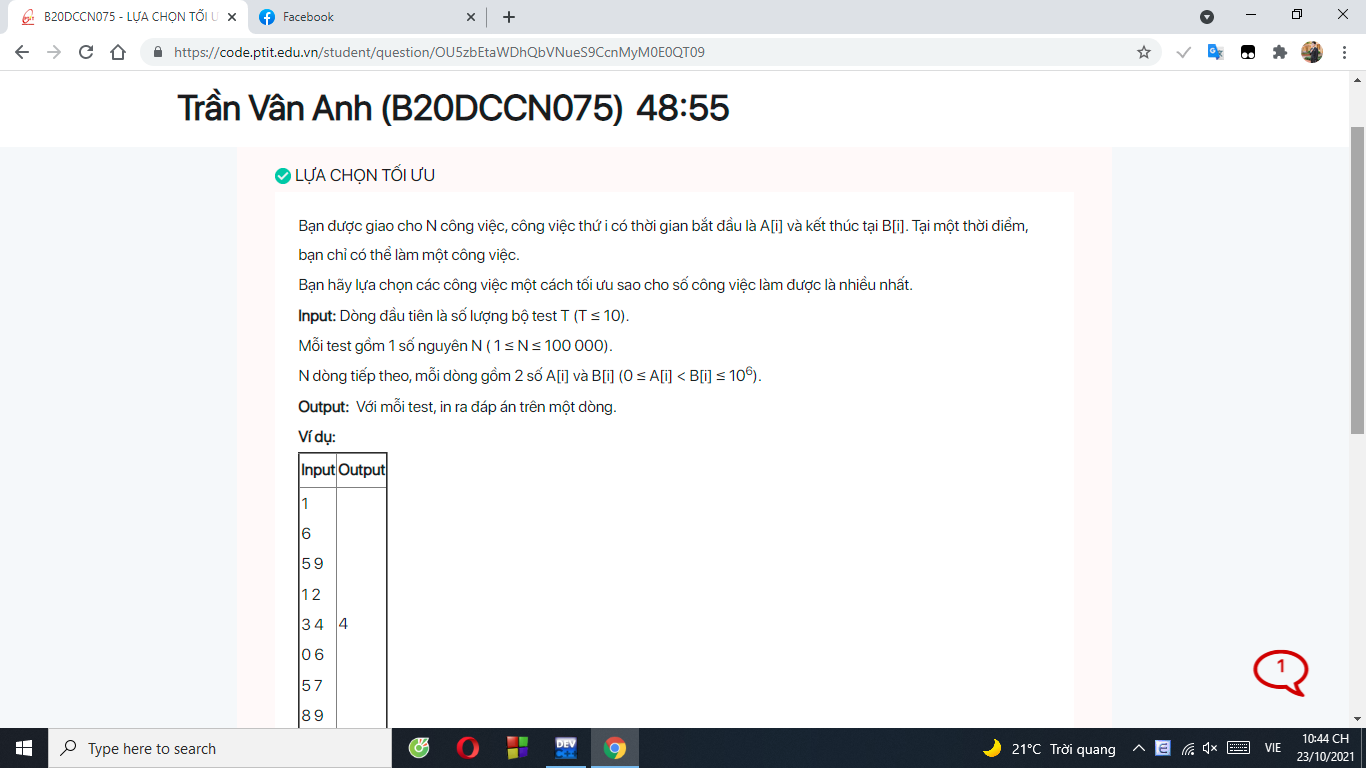 B20DCCN075 - LỰA CHỌN TỐI Ư
Facebook
https://code.ptit.edu.vn/student/question/OU5zbEtaWDhQbVNueS9CcnMyM0E0QT09
Trần Vân Anh (B20DCCN075) 48:55
LỰA CHỌN TỐI ƯU
Bạn được giao cho N công việc, công việc thứ i có thời gian bắt đầu là A[i] và kết thúc tại B[i]. Tại một thời điểm,
bạn chỉ có thể làm một công việc.
Bạn hãy lựa chọn các công việc một cách tối ưu sao cho số công việc làm được là nhiều nhất.
Input: Dòng đầu tiên là số lượng bộ test T (T ≤ 10).
Mỗi test gồm 1 số nguyên N ( 1 ≤ N ≤ 100 000).
N dòng tiếp theo, mỗi dòng gồm 2 số A[i] và B[i] (0 ≤ A[i] < B[i] ≤ 10⁶).
Output: Với mỗi test, in ra đáp án trên một dòng.
Ví dụ:
Input Output
1
6
5 9
1 2
3 4 4
0 6
5 7
8 9
1
Type here to search
DEV
21°C Trời quang
E
VIE
10:44 CH
23/10/2021